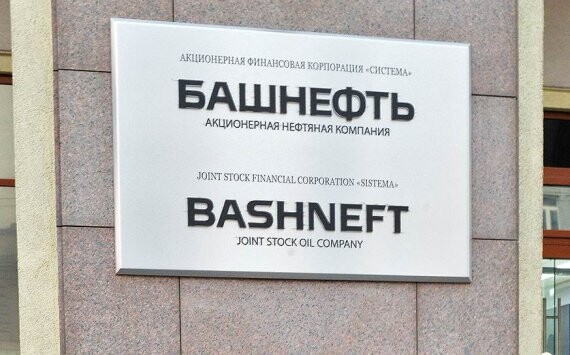 АКЦИОНЕРНАЯ ФИНАНСОВАЯ КОРПОРАЦИЯ «СИСТЕМА»
БАШНЕФТЬ
АКЦИОНЕРНАЯ НЕФТЯНАЯ КОМПАНИЯ
JOINT STOCK FINANCIAL CORPORATION «SISTEMA»
BASHNEFT
JOINT STOCK OIL COMPANY